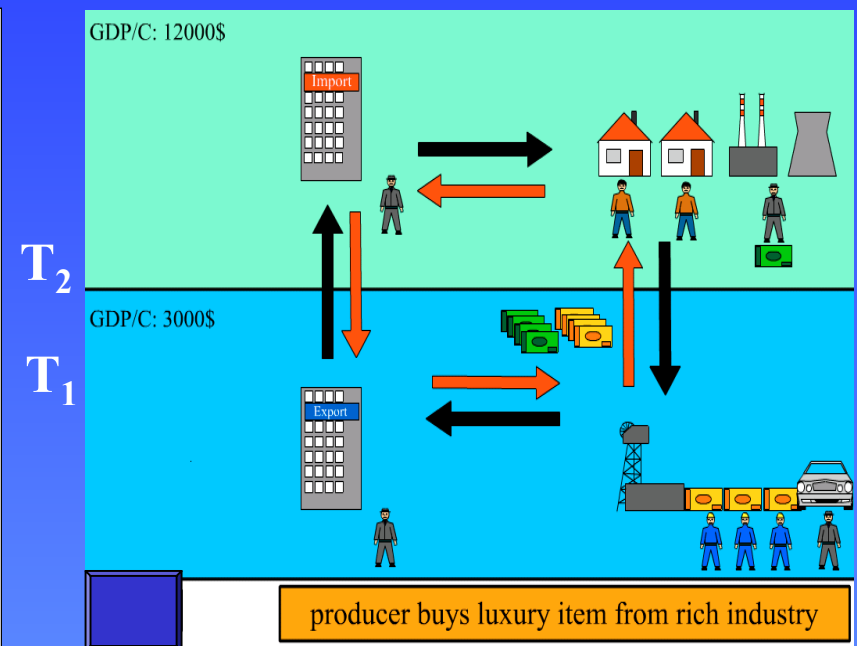 GDP/C: 12000$
Import
T2
GDP/C: 3000$
T1
Export
producer buys luxury item from rich industry